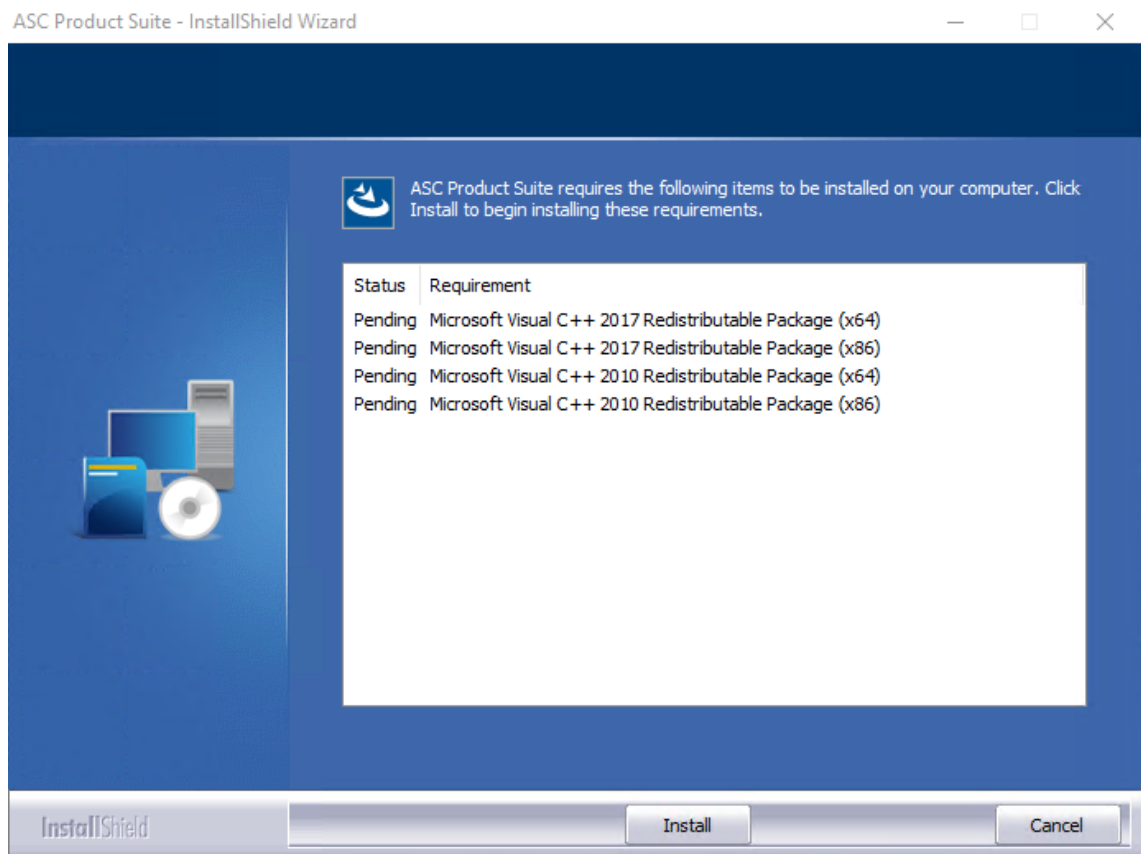 ASC Product Suite - InstallShield Wizard
ASC Product Suite requires the following items to be installed on your computer. Click
Install to begin installing these requirements.
Status Requirement
Pending Microsoft Visual C++ 2017 Redistributable Package (x64)
Pending Microsoft Visual C++ 2017 Redistributable Package (x86)
Pending Microsoft Visual C++ 2010 Redistributable Package (x64)
Pending Microsoft Visual C++ 2010 Redistributable Package (x86)
InstallShield Install Cancel